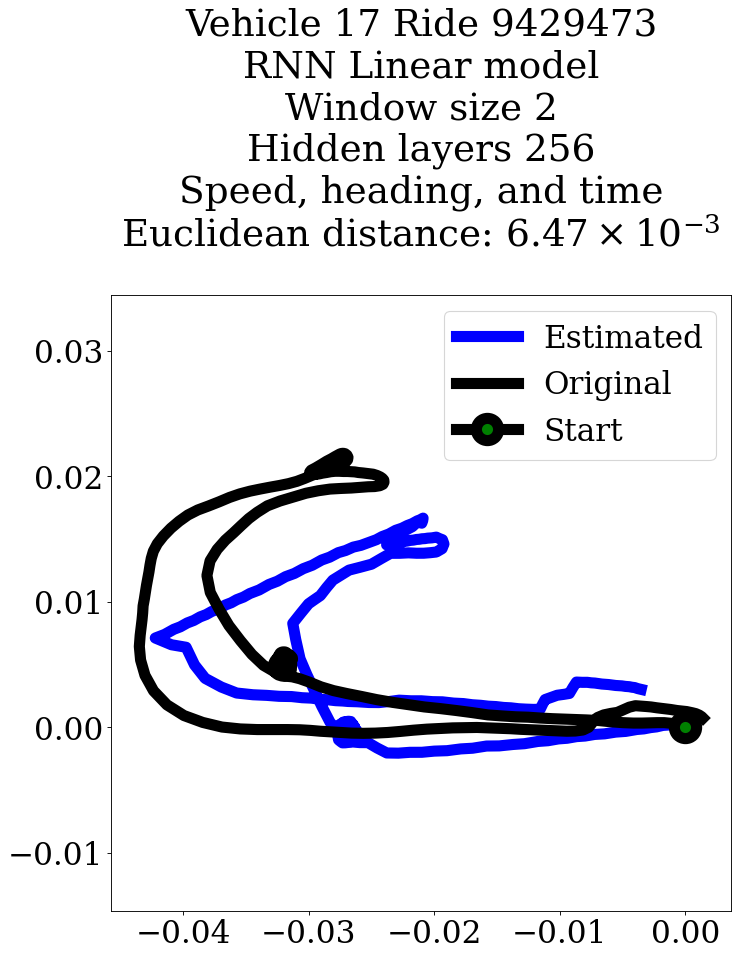 Vehicle 17 Ride 9429473
RNN Linear model
Window size 2
Hidden layers 256
Speed, heading, and time
Euclidean distance: 6.47 × 10⁻³
Estimated
Original
Start
0.03
0.02
0.01
0.00
−0.01
−0.04 −0.03 −0.02 −0.01 0.00